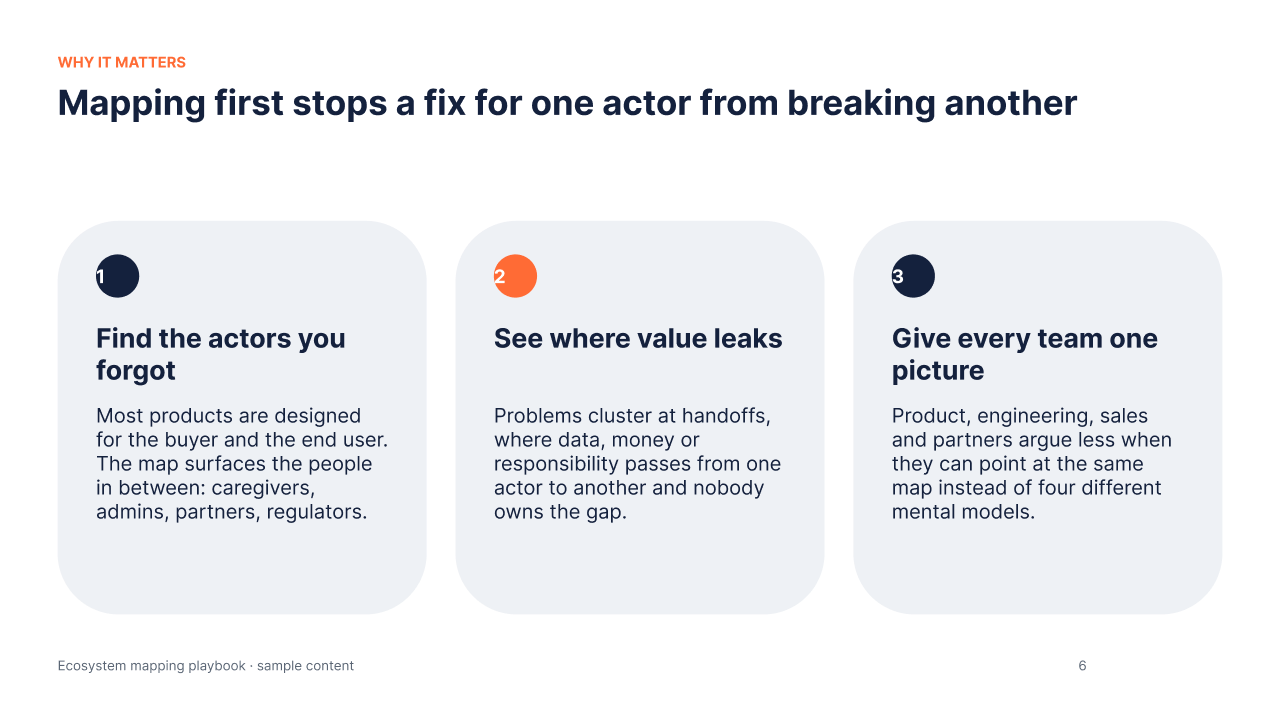 WHY IT MATTERS
Mapping first stops a fix for one actor from breaking another
1
Find the actors you
forgot
Most products are designed
for the buyer and the end user.
The map surfaces the people
in between: caregivers,
admins, partners, regulators.
2
See where value leaks
Problems cluster at handoffs,
where data, money or
responsibility passes from one
actor to another and nobody
owns the gap.
3
Give every team one
picture
Product, engineering, sales
and partners argue less when
they can point at the same
map instead of four different
mental models.
Ecosystem mapping playbook · sample content
6